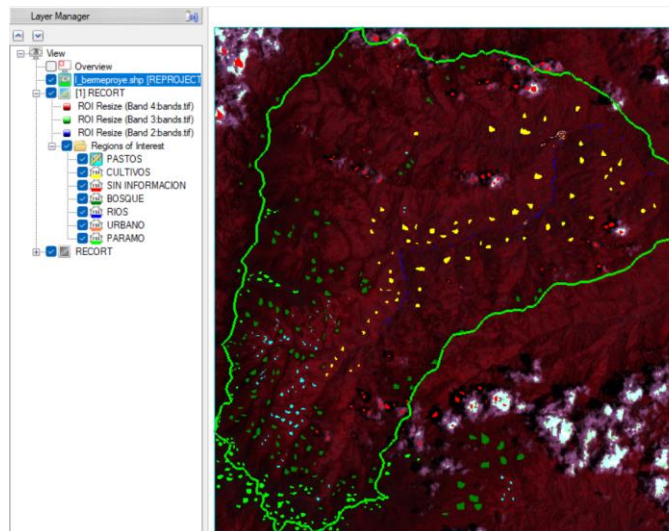 Layer Manager
View
Overview
l_bermeproye.shp [REPROJECT
[1] RECORT
ROI Resize (Band 4:bands.tif)
ROI Resize (Band 3:bands.tif)
ROI Resize (Band 2:bands.tif)
Regions of Interest
PASTOS
CULTIVOS
SIN INFORMACION
BOSQUE
RIOS
URBANO
PARAMO
RECORT